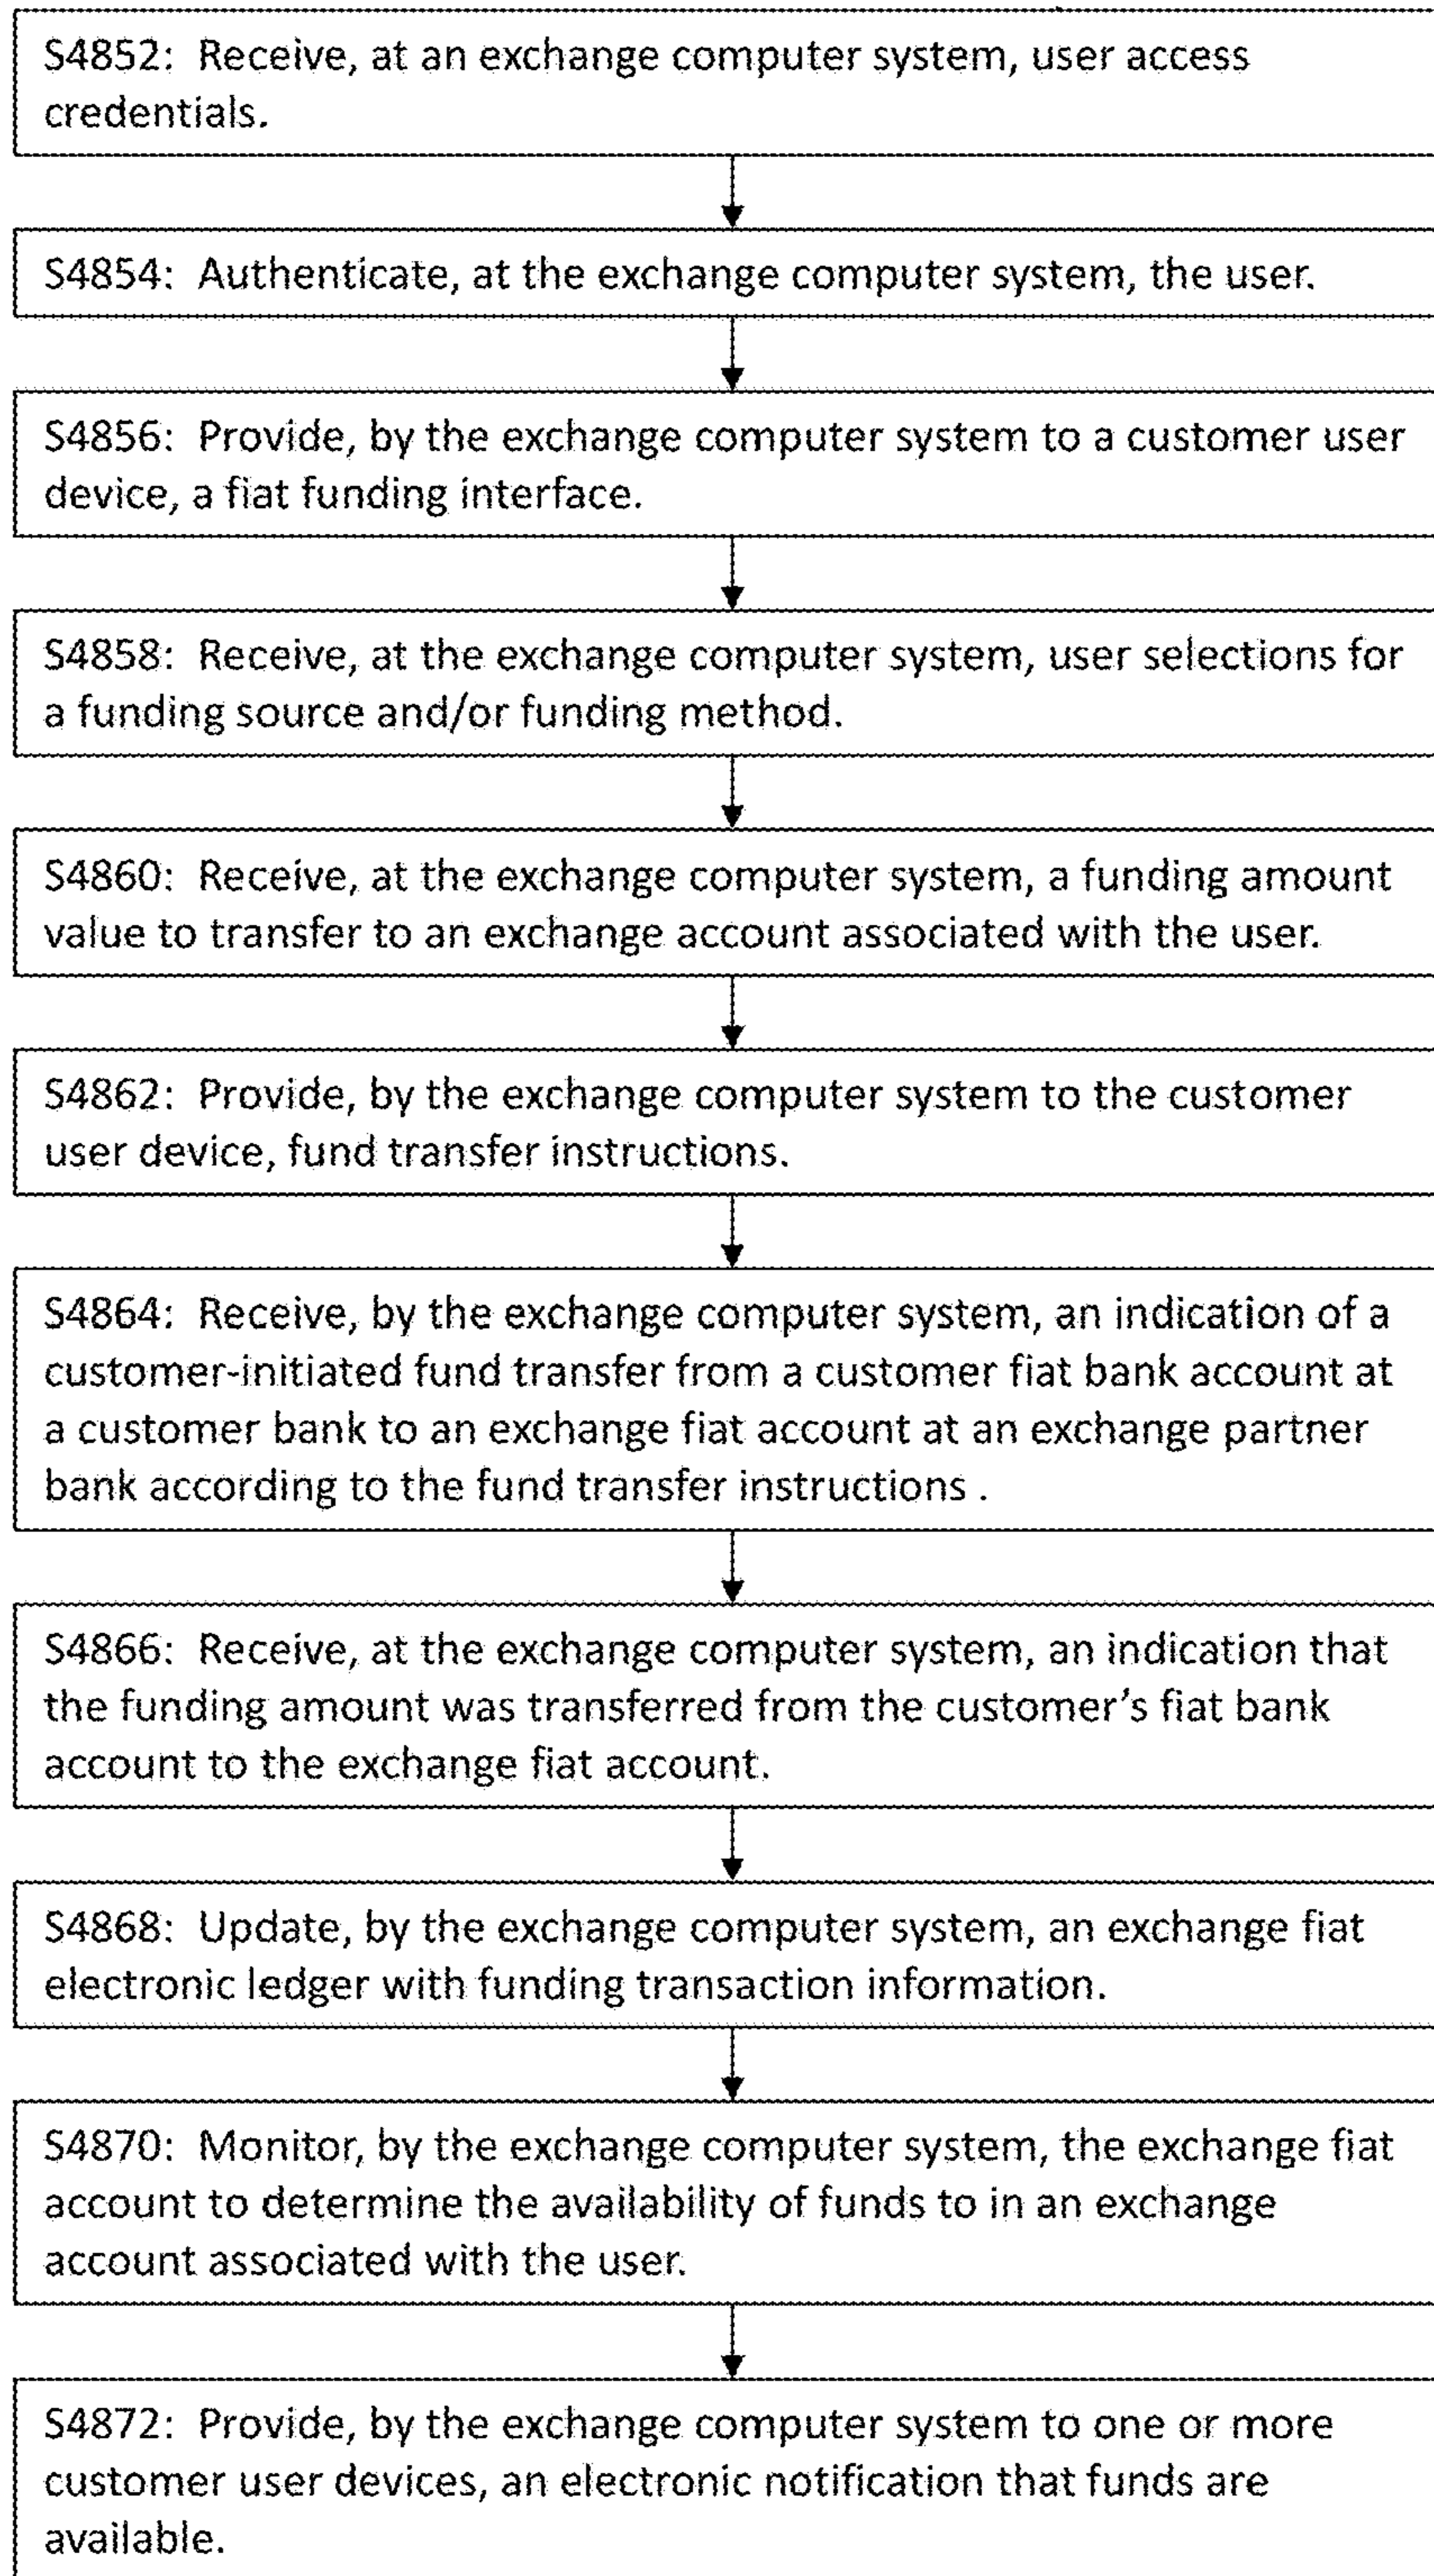 S4852: Receive, at an exchange computer system, user access
credentials.
S4854: Authenticate, at the exchange computer system, the user.
S4856: Provide, by the exchange computer system to a customer user
device, a fiat funding interface.
S4858: Receive, at the exchange computer system, user selections for
a funding source and/or funding method.
S4860: Receive, at the exchange computer system, a funding amount
value to transfer to an exchange account associated with the user.
S4862: Provide, by the exchange computer system to the customer
user device, fund transfer instructions.
S4864: Receive, by the exchange computer system, an indication of a
customer-initiated fund transfer from a customer fiat bank account at
a customer bank to an exchange fiat account at an exchange partner
bank according to the fund transfer instructions .
S4866: Receive, at the exchange computer system, an indication that
the funding amount was transferred from the customer’s fiat bank
account to the exchange fiat account.
S4868: Update, by the exchange computer system, an exchange fiat
electronic ledger with funding transaction information.
S4870: Monitor, by the exchange computer system, the exchange fiat
account to determine the availability of funds to in an exchange
account associated with the user.
S4872: Provide, by the exchange computer system to one or more
customer user devices, an electronic notification that funds are
available.